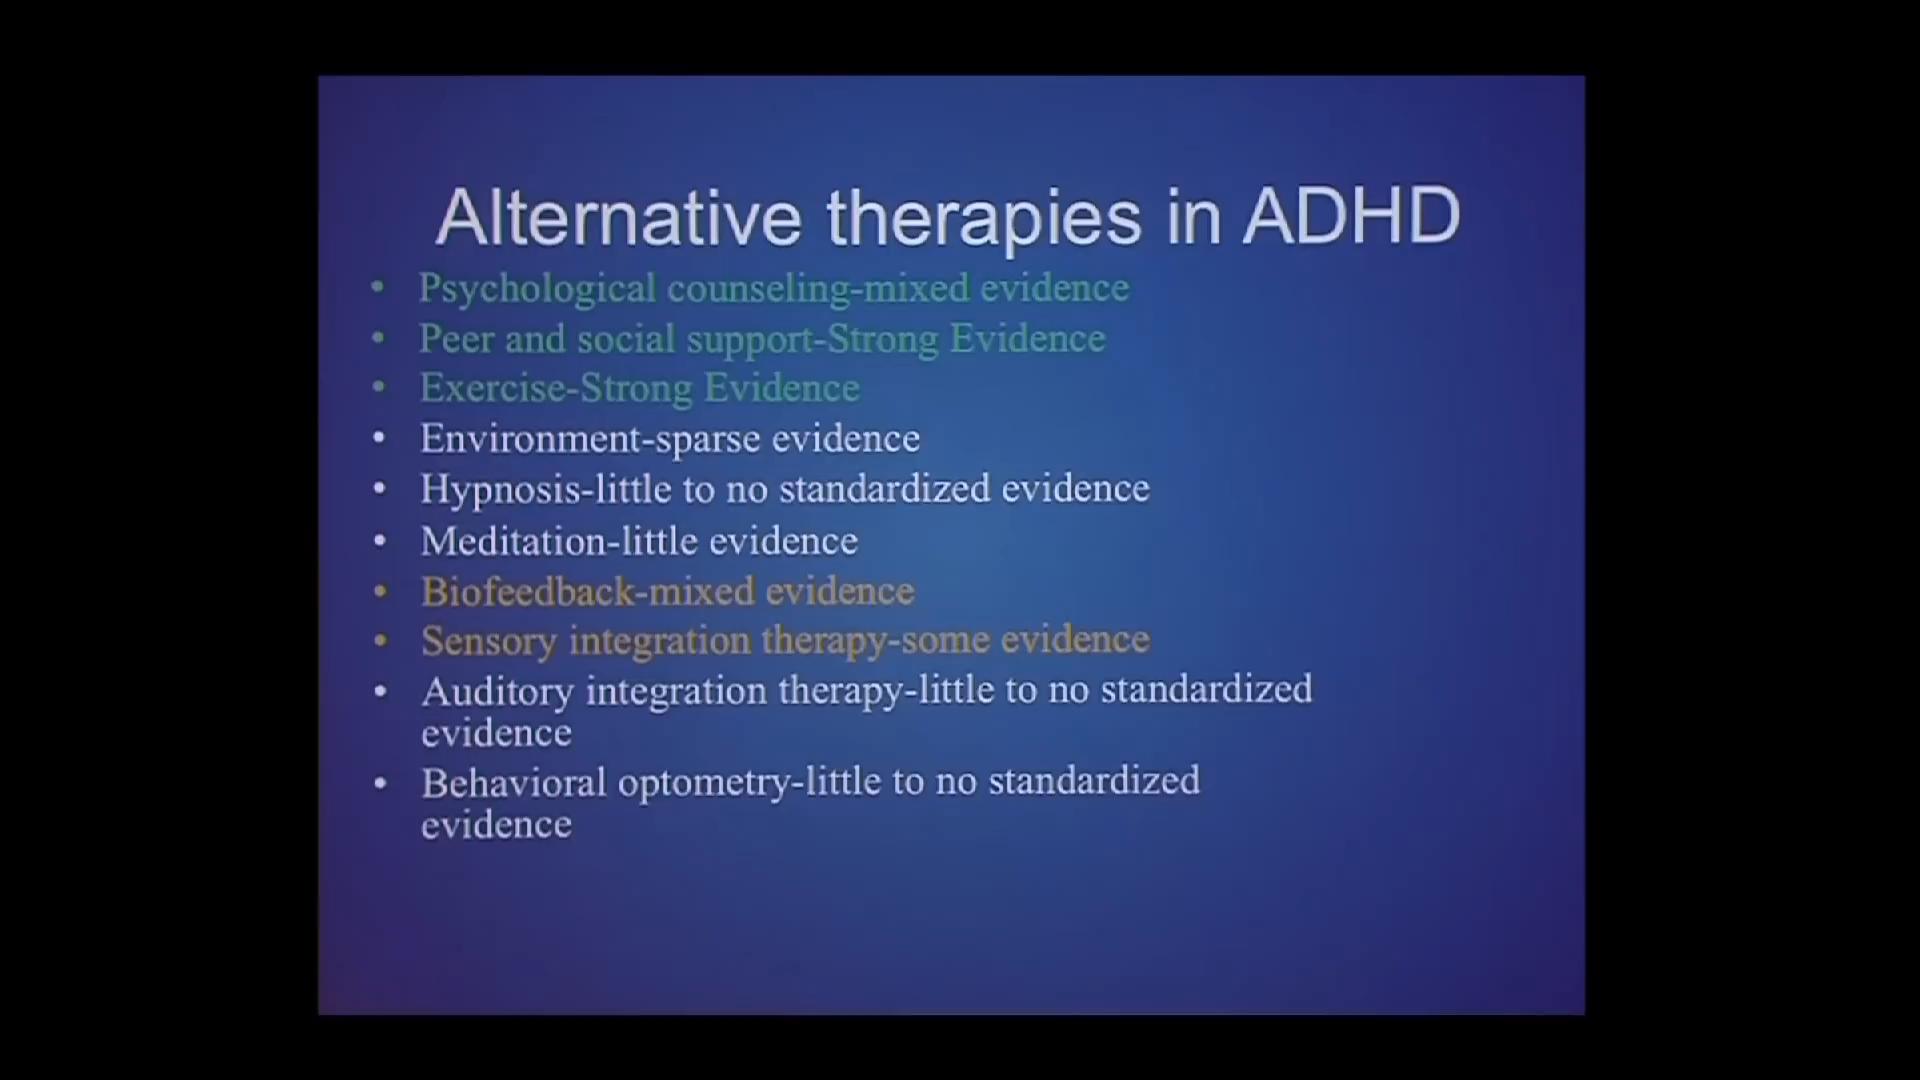 Alternative therapies in ADHD
• Psychological counseling-mixed evidence
• Peer and social support-Strong Evidence
• Exercise-Strong Evidence
• Environment-sparse evidence
• Hypnosis-little to no standardized evidence
• Meditation-little evidence
• Biofeedback-mixed evidence
• Sensory integration therapy-some evidence
• Auditory integration therapy-little to no standardized
evidence
• Behavioral optometry-little to no standardized
evidence